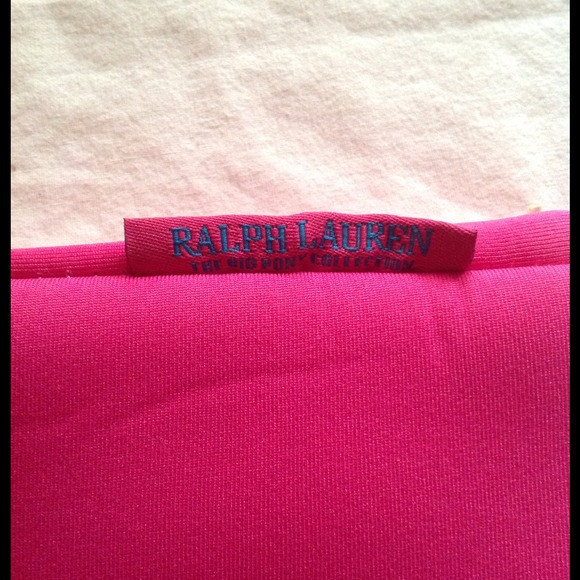 RALPH LAUREN
THE BIG PONY COLLECTION